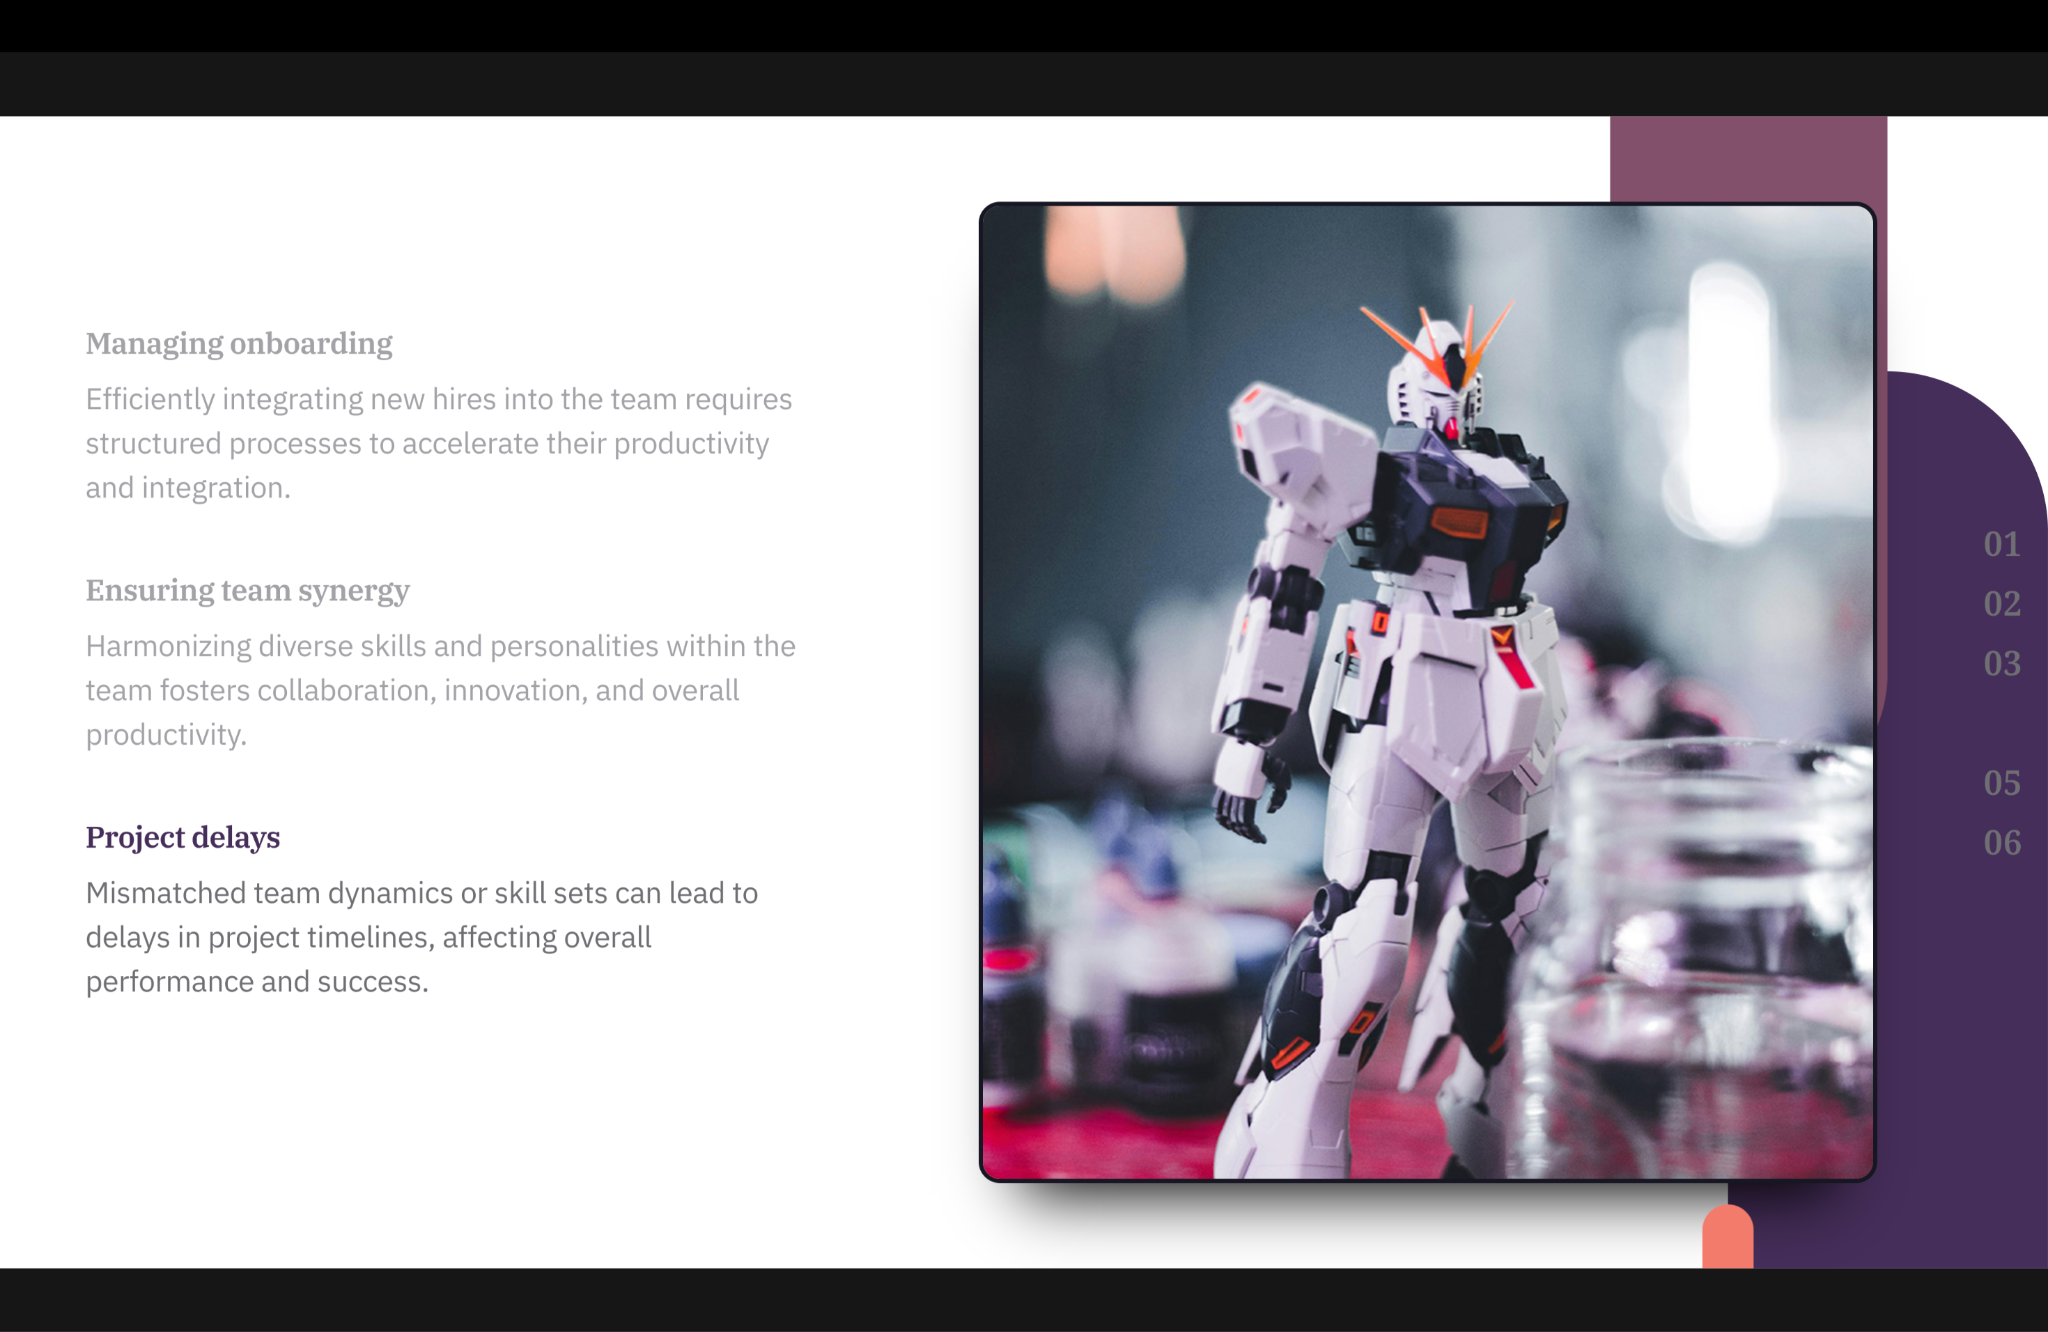 Managing onboarding
Efficiently integrating new hires into the team requires
structured processes to accelerate their productivity
and integration.
Ensuring team synergy
Harmonizing diverse skills and personalities within the
team fosters collaboration, innovation, and overall
productivity.
Project delays
Mismatched team dynamics or skill sets can lead to
delays in project timelines, affecting overall
performance and success.
01
02
03
05
06